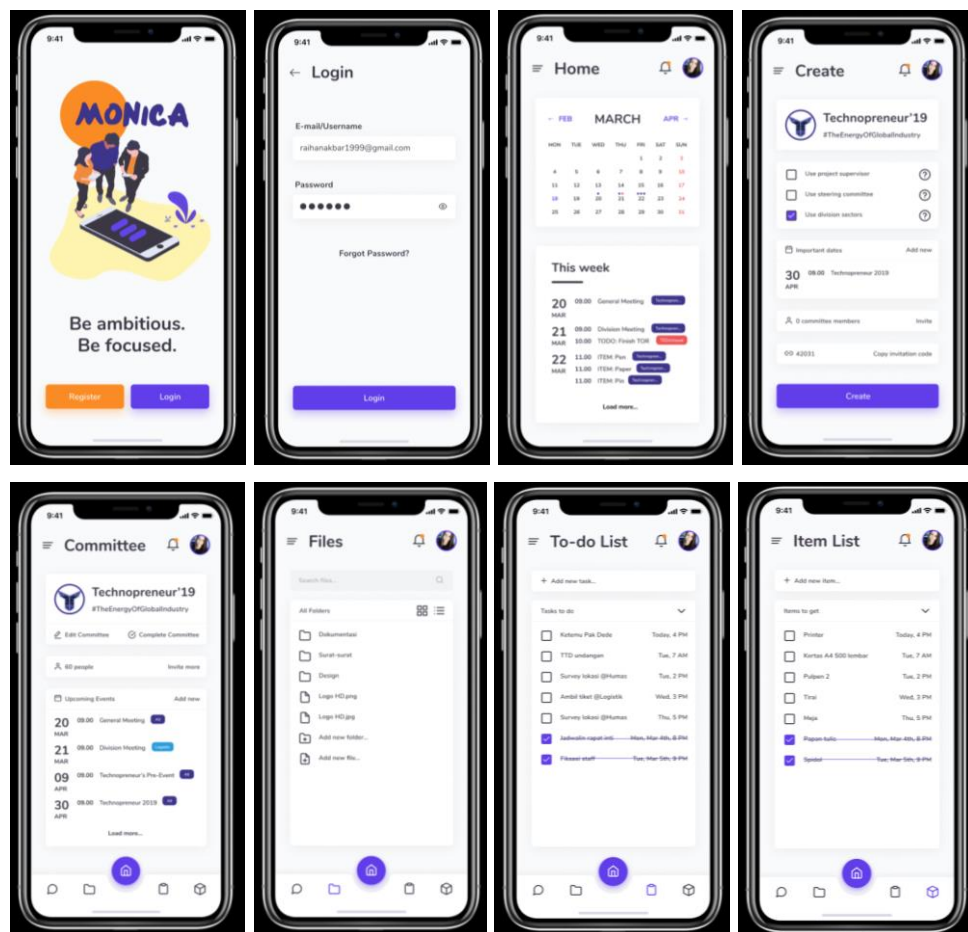 9:41
MONICA
Be ambitious.
Be focused.
Register
Login
9:41
← Login
E-mail/Username
raihanakbar1999@gmail.com
Password
Forgot Password?
Login
9:41
Home
← FEB MARCH APR →
MON TUE WED THU FRI SAT SUN
1 2 3
4 5 6 7 8 9 10
11 12 13 14 15 16 17
18 19 20 21 22 23 24
25 26 27 28 29 30 31
This week
20 MAR 09.00 General Meeting
21 MAR 09.00 Division Meeting
10.00 TODO: Finish TOR
22 MAR 11.00 ITEM: Pen
11.00 ITEM: Paper
11.00 ITEM: Pin
Load more...
9:41
Create
Technopreneur'19
#TheEnergyOfGlobalIndustry
Use project supervisor
Use steering committee
Use division sectors
Important dates Add new
30 APR 09.00 Technopreneur 2019
0 committee members Invite
42031 Copy invitation code
Create
9:41
Committee
Technopreneur'19
#TheEnergyOfGlobalIndustry
Edit Committee Complete Committee
60 people Invite more
Upcoming Events Add new
20 MAR 09.00 General Meeting All
21 MAR 09.00 Division Meeting
09 APR 09.00 Technopreneur's Pre-Event All
30 APR 09.00 Technopreneur 2019 All
Load more...
9:41
Files
Search files...
All Folders
Dokumentasi
Surat-surat
Design
Logo HD.png
Logo HD.jpg
Add new folder...
Add new file...
9:41
To-do List
+ Add new task...
Tasks to do
Ketemu Pak Dede Today, 4 PM
TTD undangan Tue, 7 AM
Survey lokasi @Humas Tue, 2 PM
Ambil tiket @Logistik Wed, 3 PM
Survey lokasi @Humas Thu, 5 PM
Jadwalin rapat inti Mon, Mar 4th, 8 PM
Fiksasi staff Tue, Mar 5th, 9 PM
9:41
Item List
+ Add new item...
Items to get
Printer Today, 4 PM
Kertas A4 500 lembar Tue, 7 AM
Pulpen 2 Tue, 2 PM
Tirai Wed, 3 PM
Meja Thu, 5 PM
Papan tulis Mon, Mar 4th, 8 PM
Spidol Tue, Mar 5th, 9 PM